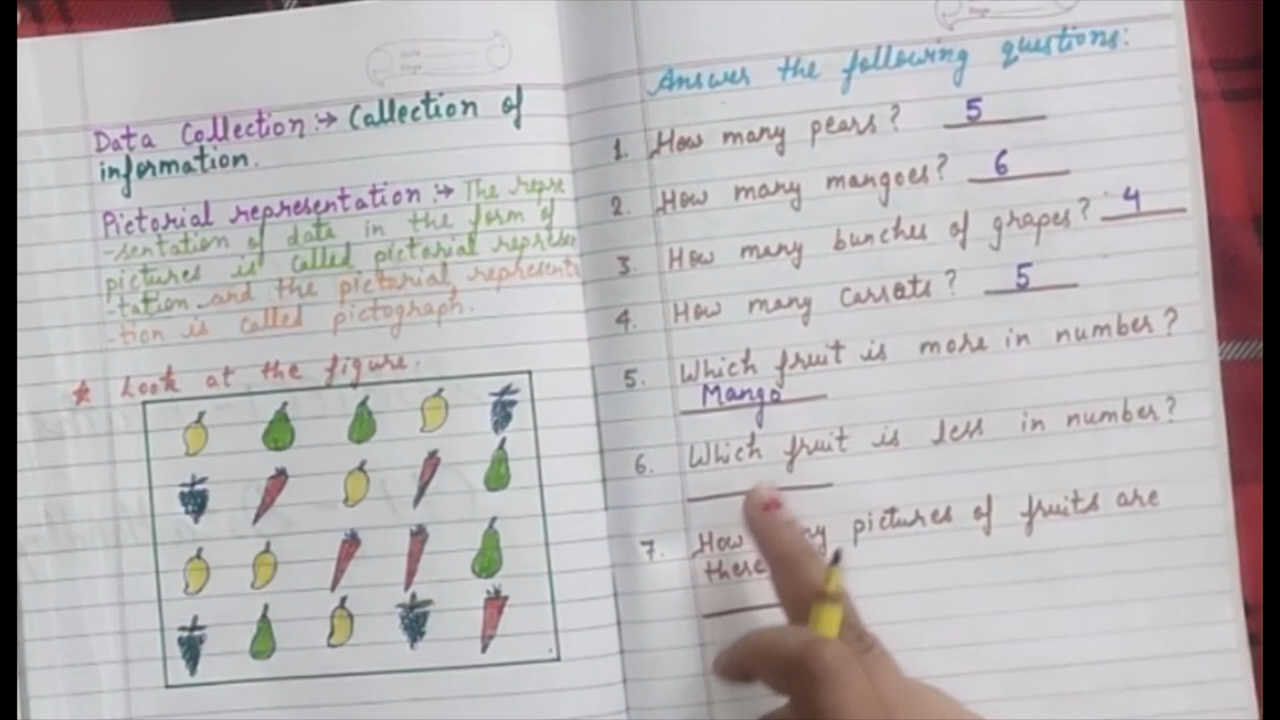 Data Collection :→ Collection of
information.
Pictorial representation :→ The repre
-sentation of data in the form of
pictures is called pictorial represen
-tation and the pictorial representa
-tion is called pictograph.
★ Look at the figure.
Answer the following questions:
1. How many pears? 5
2. How many mangoes? 6
3. How many bunches of grapes? 4
4. How many carrots? 5
5. Which fruit is more in number?
Mango
6. Which fruit is less in number?
7. How pictures of fruits are
there